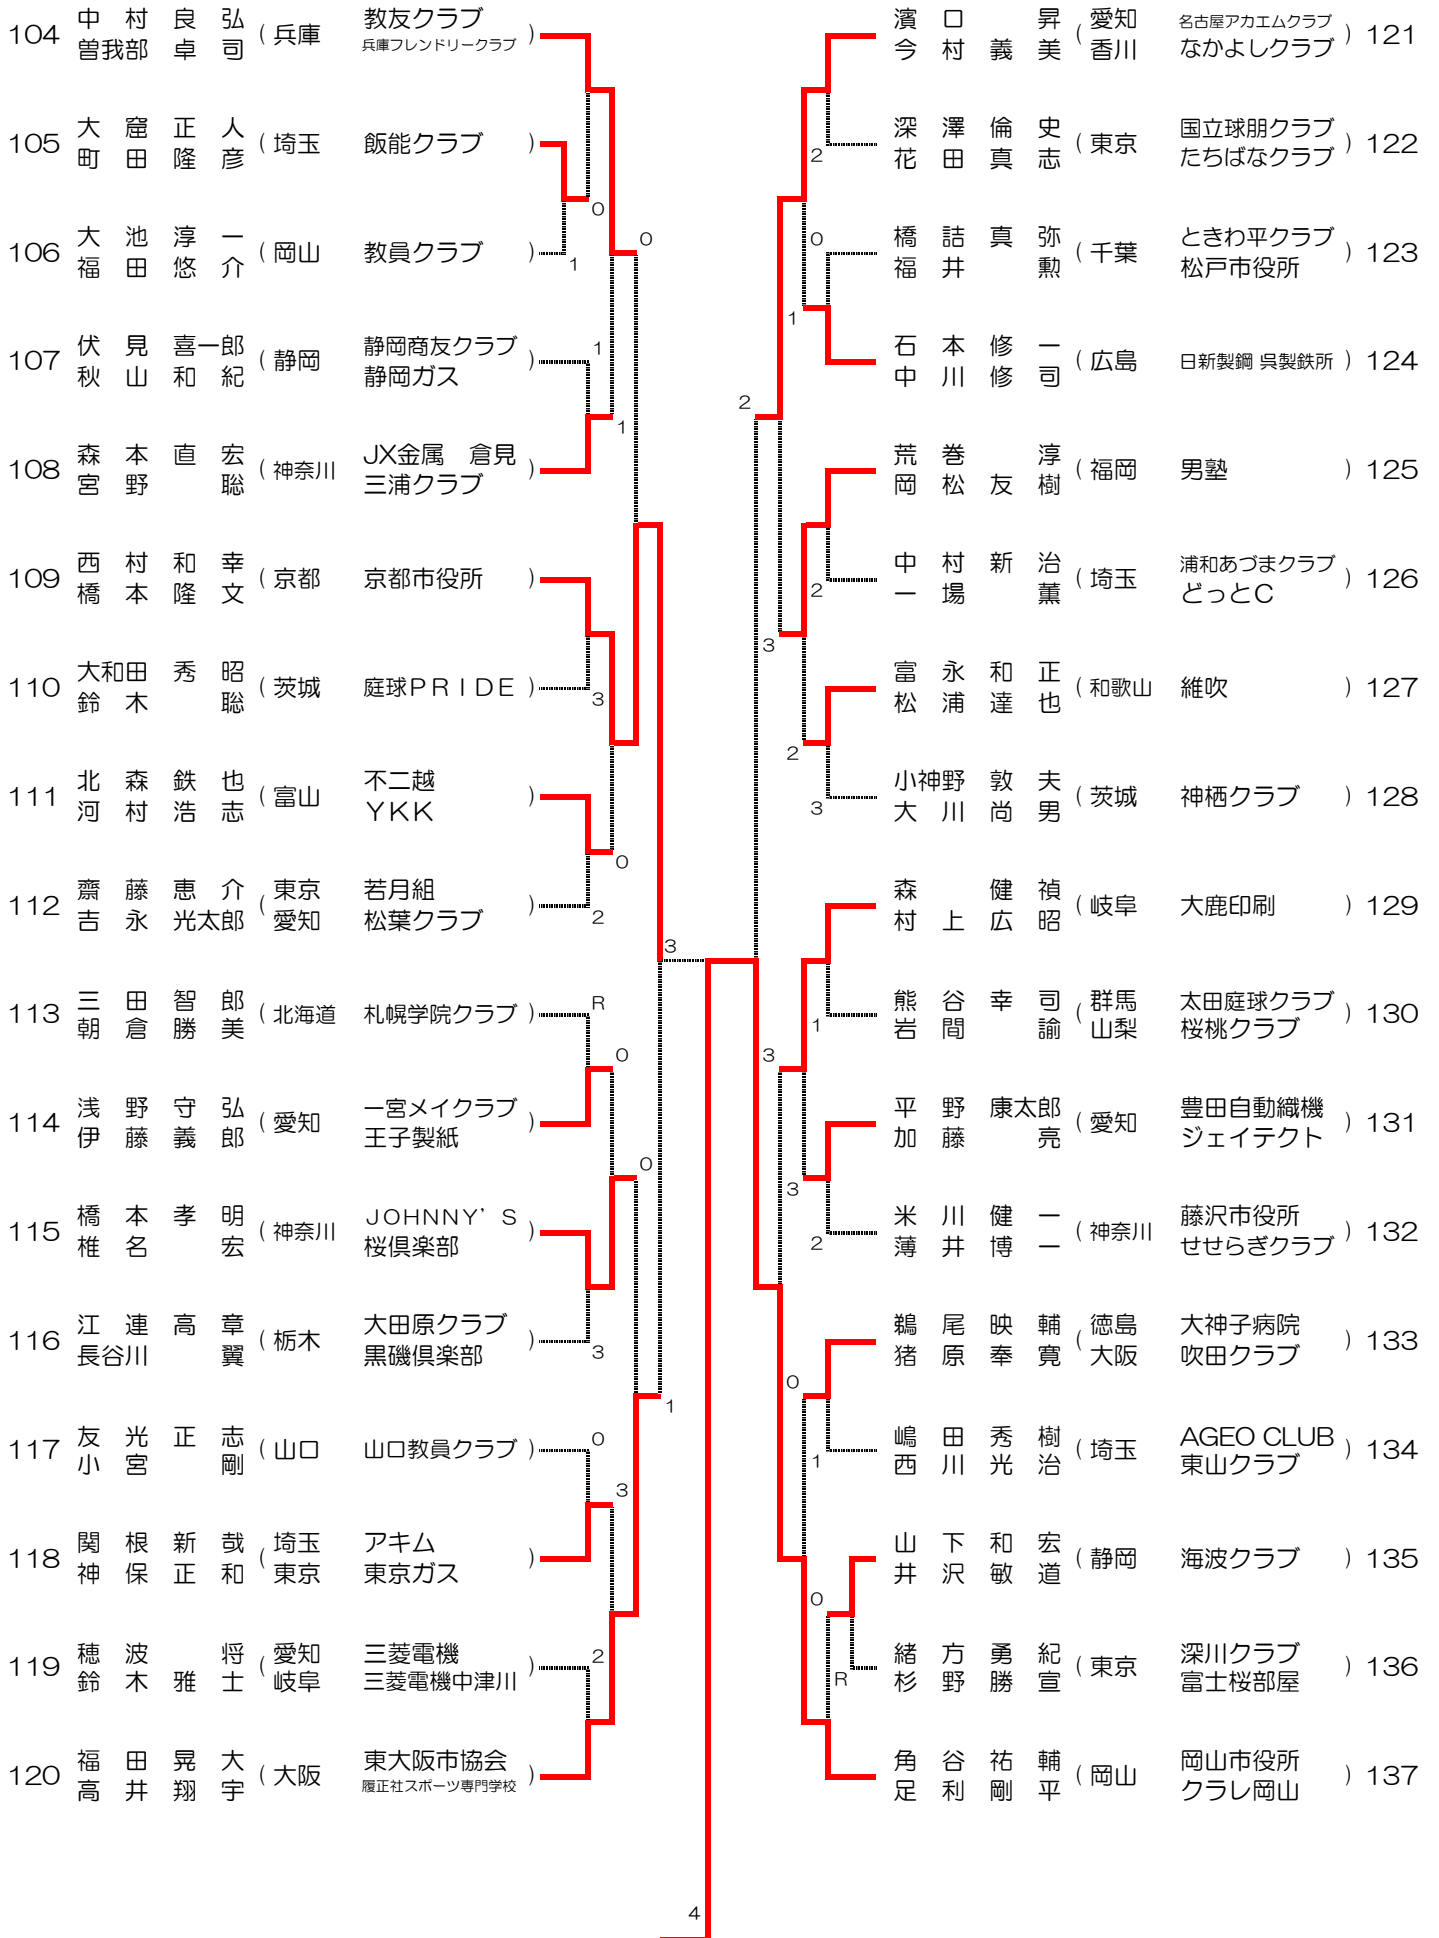 104 中村良弘 (兵庫 教友クラブ
曽我部卓司 兵庫フレンドリークラブ )
105 大窟正人 (埼玉 飯能クラブ )
町田隆彦
106 大池淳一 (岡山 教員クラブ )
福田悠介
107 伏見喜一郎 (静岡 静岡商友クラブ )
秋山和紀 静岡ガス
108 森本直宏 (神奈川 JX金属 倉見 )
宮野聡 三浦クラブ
109 西村和幸 (京都 京都市役所 )
橋本隆文
110 大和田秀昭 (茨城 庭球PRIDE )
鈴木聡
111 北森鉄也 (富山 不二越 )
河村浩志 YKK
112 齋藤恵介 (東京 若月組 )
吉永光太郎 愛知 松葉クラブ
113 三田智郎 (北海道 札幌学院クラブ )
朝倉勝美
114 浅野守弘 (愛知 一宮メイクラブ )
伊藤義郎 王子製紙
115 橋本孝明 (神奈川 JOHNNY'S )
椎名宏 桜倶楽部
116 江連高章 (栃木 大田原クラブ )
長谷川翼 黒磯倶楽部
117 友光正志 (山口 山口教員クラブ )
小宮剛
118 関根新哉 (埼玉 アキム )
神保正和 東京 東京ガス
119 穂波将 (愛知 三菱電機 )
鈴木雅士 岐阜 三菱電機中津川
120 福田晃大 (大阪 東大阪市協会 )
高井翔宇 履正社スポーツ専門学校
0
1
0
1
1
3
0
2
3
R
0
0
3
1
0
3
2
4
濱口昇 (愛知 名古屋アカエムクラブ ) 121
今村義美 香川 なかよしクラブ
深澤倫史 (東京 国立球朋クラブ ) 122
花田真志 たちばなクラブ
橋詰真弥 (千葉 ときわ平クラブ ) 123
福井勲 松戸市役所
石本修一 (広島 日新製鋼 呉製鉄所 ) 124
中川修司
荒巻淳 (福岡 男塾 ) 125
岡松友樹
中村新治 (埼玉 浦和あづまクラブ ) 126
一場薫 どっとC
富永和正 (和歌山 維吹 ) 127
松浦達也
小神野敦夫 (茨城 神栖クラブ ) 128
大川尚男
森健禎 (岐阜 大鹿印刷 ) 129
村上広昭
熊谷幸司 (群馬 太田庭球クラブ ) 130
岩間諭 山梨 桜桃クラブ
平野康太郎 (愛知 豊田自動織機 ) 131
加藤亮 ジェイテクト
米川健一 (神奈川 藤沢市役所 ) 132
薄井博一 せせらぎクラブ
鵜尾映輔 (徳島 大神子病院 ) 133
猪原奉寛 大阪 吹田クラブ
嶋田秀樹 (埼玉 AGEO CLUB ) 134
西川光治 東山クラブ
山下和宏 (静岡 海波クラブ ) 135
井沢敏道
緒方勇紀 (東京 深川クラブ ) 136
杉野勝宣 富士桜部屋
角谷祐輔 (岡山 岡山市役所 ) 137
足利剛平 クラレ岡山
2
0
1
2
2
3
2
3
1
3
3
2
0
1
0
R